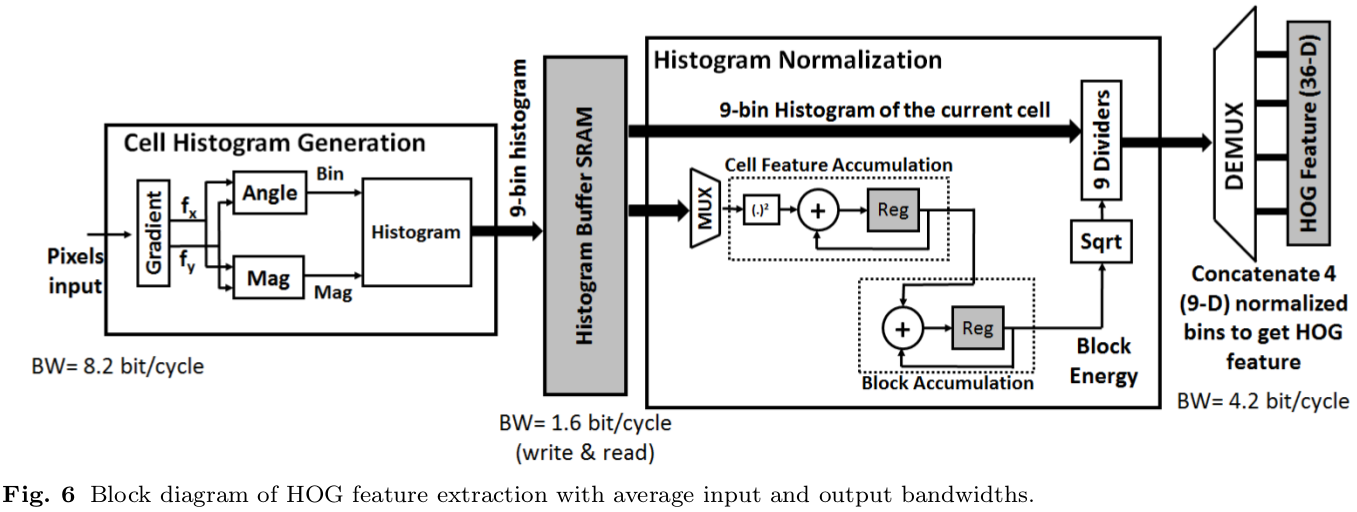 Cell Histogram Generation
Pixels
input
Gradient
fx
fy
Angle
Mag
Bin
Mag
Histogram
BW= 8.2 bit/cycle
9-bin histogram
Histogram Buffer SRAM
BW= 1.6 bit/cycle
(write & read)
Histogram Normalization
9-bin Histogram of the current cell
MUX
Cell Feature Accumulation
(.)²
+
Reg
+
Reg
Block Accumulation
Block
Energy
Sqrt
9 Dividers
DEMUX
HOG Feature (36-D)
Concatenate 4
(9-D) normalized
bins to get HOG
feature
BW= 4.2 bit/cycle
Fig. 6 Block diagram of HOG feature extraction with average input and output bandwidths.